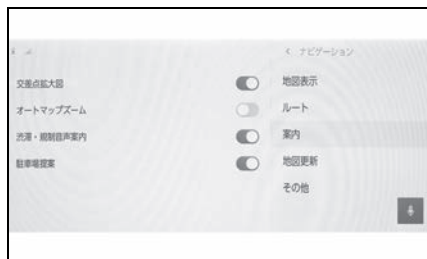 交差点拡大図
オートマップズーム
渋滞・規制音声案内
駐車場提案
ナビゲーション
地図表示
ルート
案内
地図更新
その他